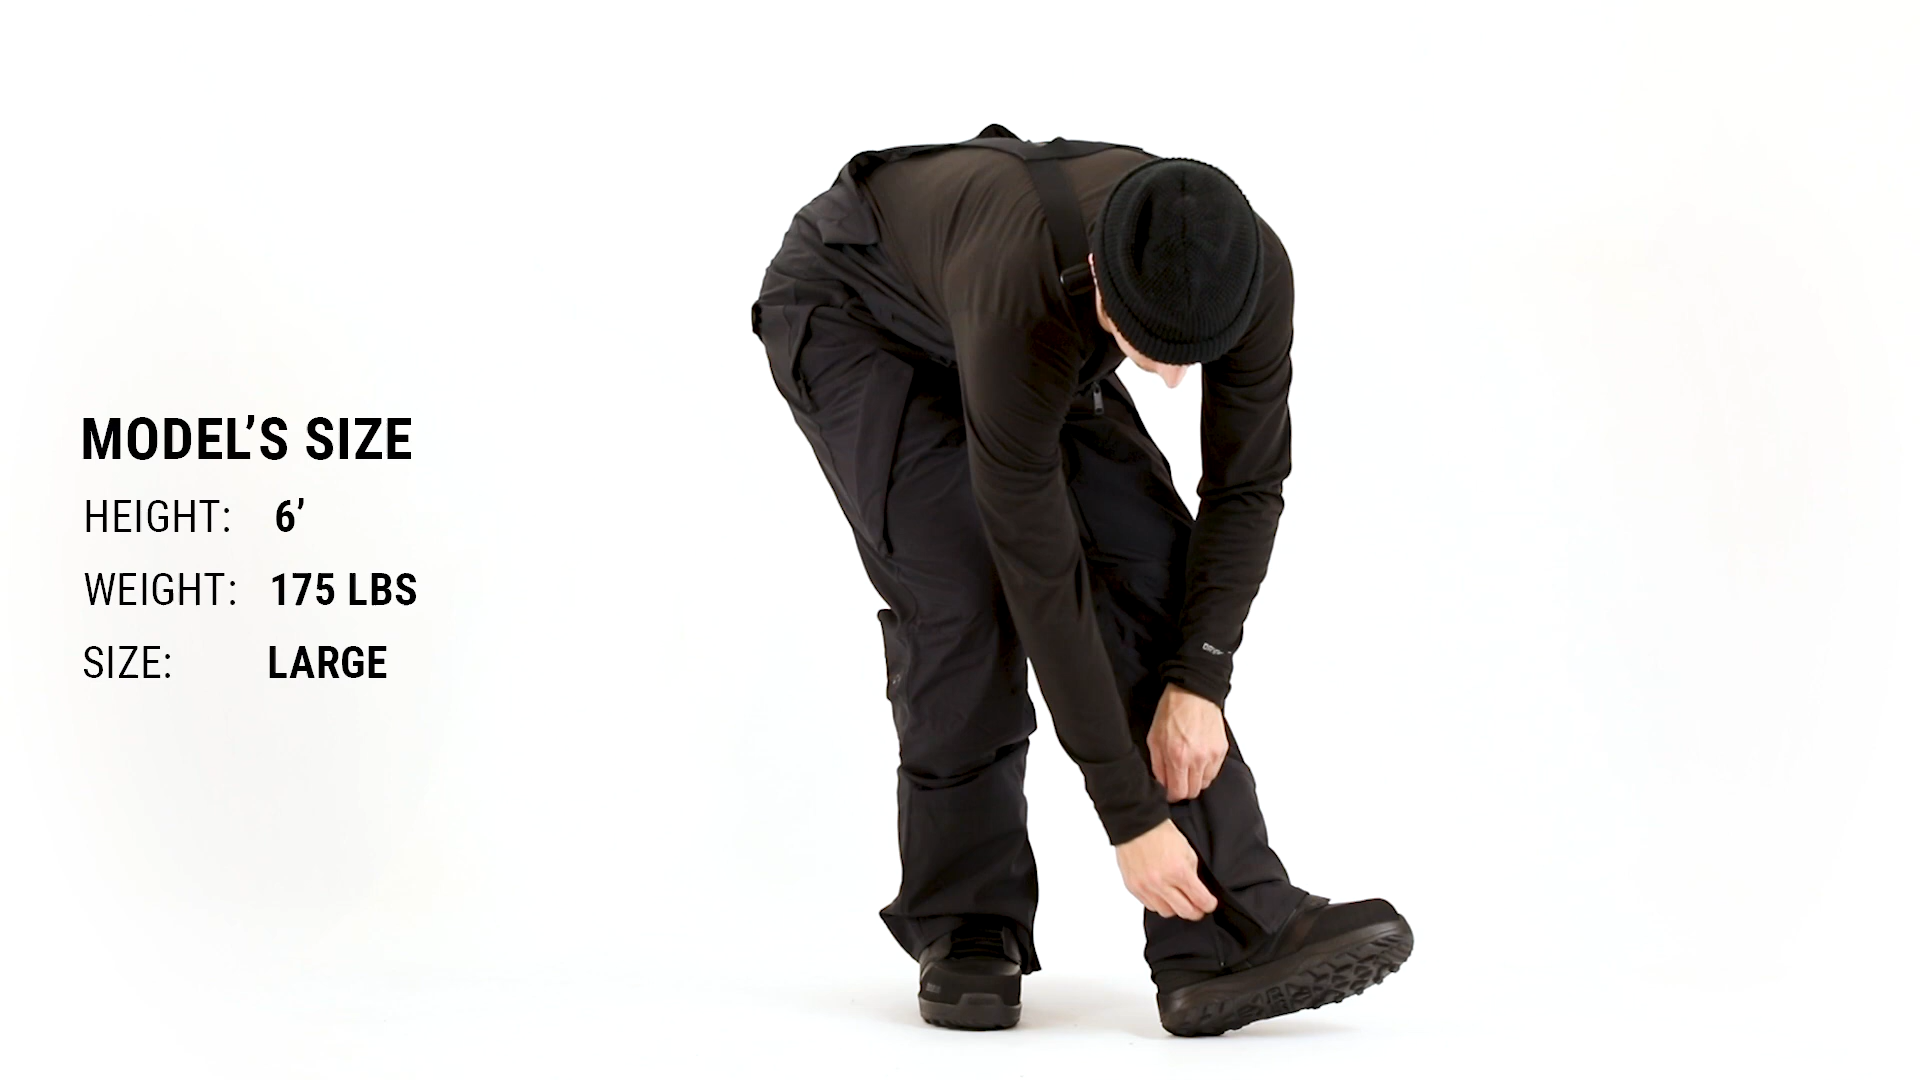 MODEL’S SIZE
HEIGHT: 6’
WEIGHT: 175 LBS
SIZE: LARGE